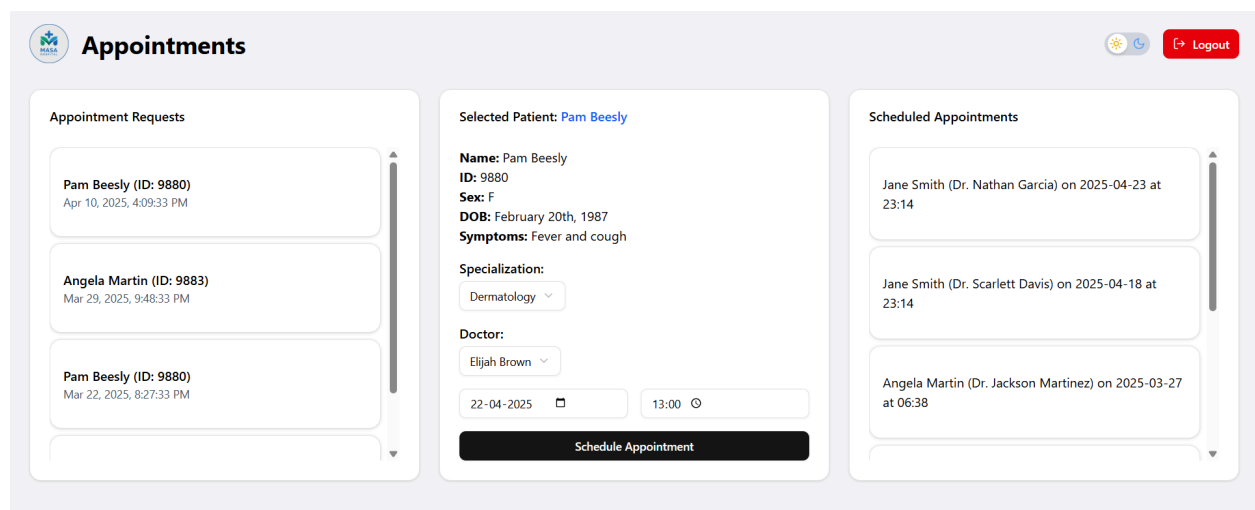 MASA
Appointments
Logout
Appointment Requests
Pam Beesly (ID: 9880)
Apr 10, 2025, 4:09:33 PM
Angela Martin (ID: 9883)
Mar 29, 2025, 9:48:33 PM
Pam Beesly (ID: 9880)
Mar 22, 2025, 8:27:33 PM
Selected Patient: Pam Beesly
Name: Pam Beesly
ID: 9880
Sex: F
DOB: February 20th, 1987
Symptoms: Fever and cough
Specialization:
Dermatology
Doctor:
Elijah Brown
22-04-2025
13:00
Schedule Appointment
Scheduled Appointments
Jane Smith (Dr. Nathan Garcia) on 2025-04-23 at
23:14
Jane Smith (Dr. Scarlett Davis) on 2025-04-18 at
23:14
Angela Martin (Dr. Jackson Martinez) on 2025-03-27
at 06:38